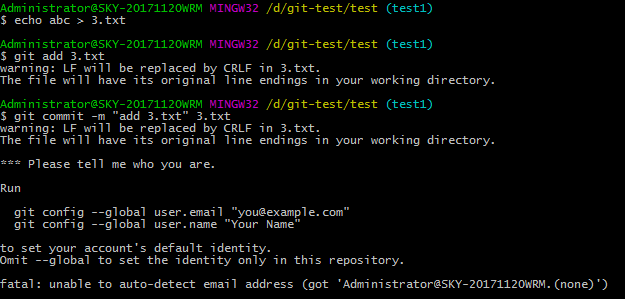 Administrator@SKY-20171120WRM MINGW32 /d/git-test/test (test1)
$ echo abc > 3.txt
Administrator@SKY-20171120WRM MINGW32 /d/git-test/test (test1)
$ git add 3.txt
warning: LF will be replaced by CRLF in 3.txt.
The file will have its original line endings in your working directory.
Administrator@SKY-20171120WRM MINGW32 /d/git-test/test (test1)
$ git commit -m "add 3.txt" 3.txt
warning: LF will be replaced by CRLF in 3.txt.
The file will have its original line endings in your working directory.
*** Please tell me who you are.
Run
git config --global user.email "you@example.com"
git config --global user.name "Your Name"
to set your account's default identity.
Omit --global to set the identity only in this repository.
fatal: unable to auto-detect email address (got 'Administrator@SKY-20171120WRM.(none)')